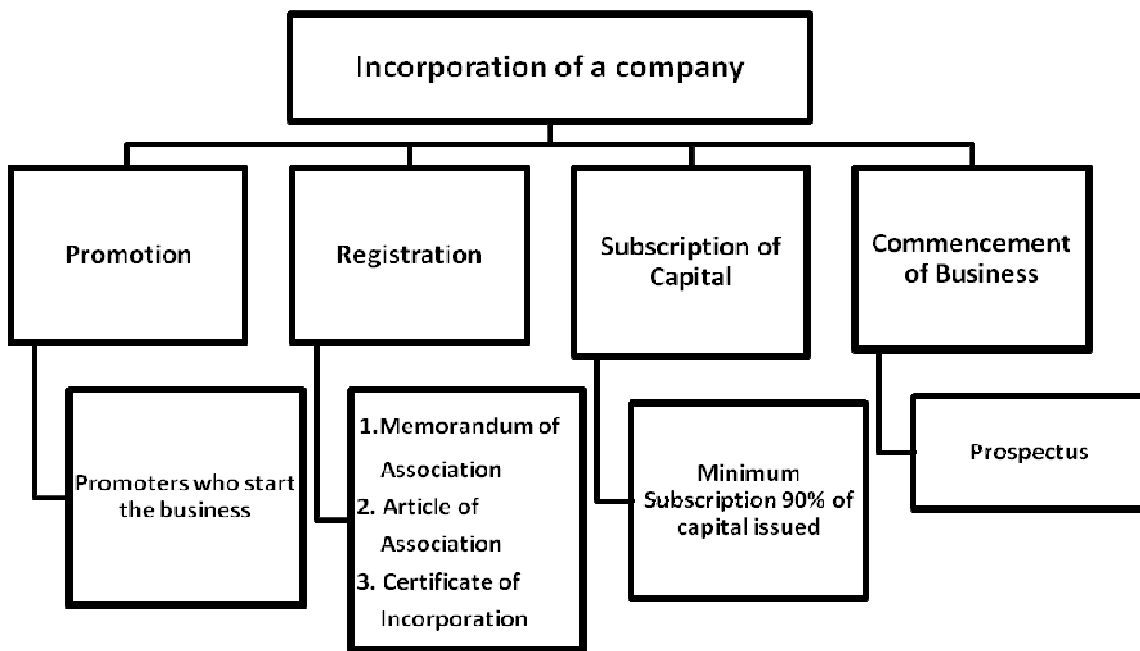 Incorporation of a company
Promotion
Registration
Subscription of
Capital
Commencement
of Business
Promoters who start
the business
1.Memorandum of
Association
2. Article of
Association
3. Certificate of
Incorporation
Minimum
Subscription 90% of
capital issued
Prospectus